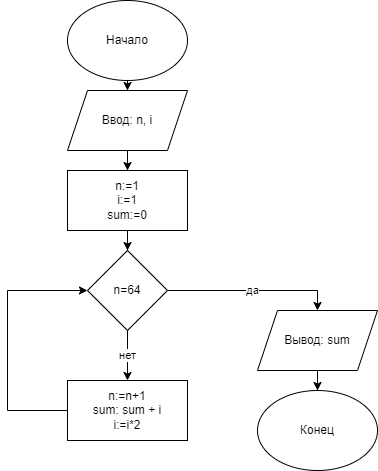 Начало
Ввод: n, i
n:=1
i:=1
sum:=0
n=64
да
нет
n:=n+1
sum: sum + i
i:=i*2
Вывод: sum
Конец